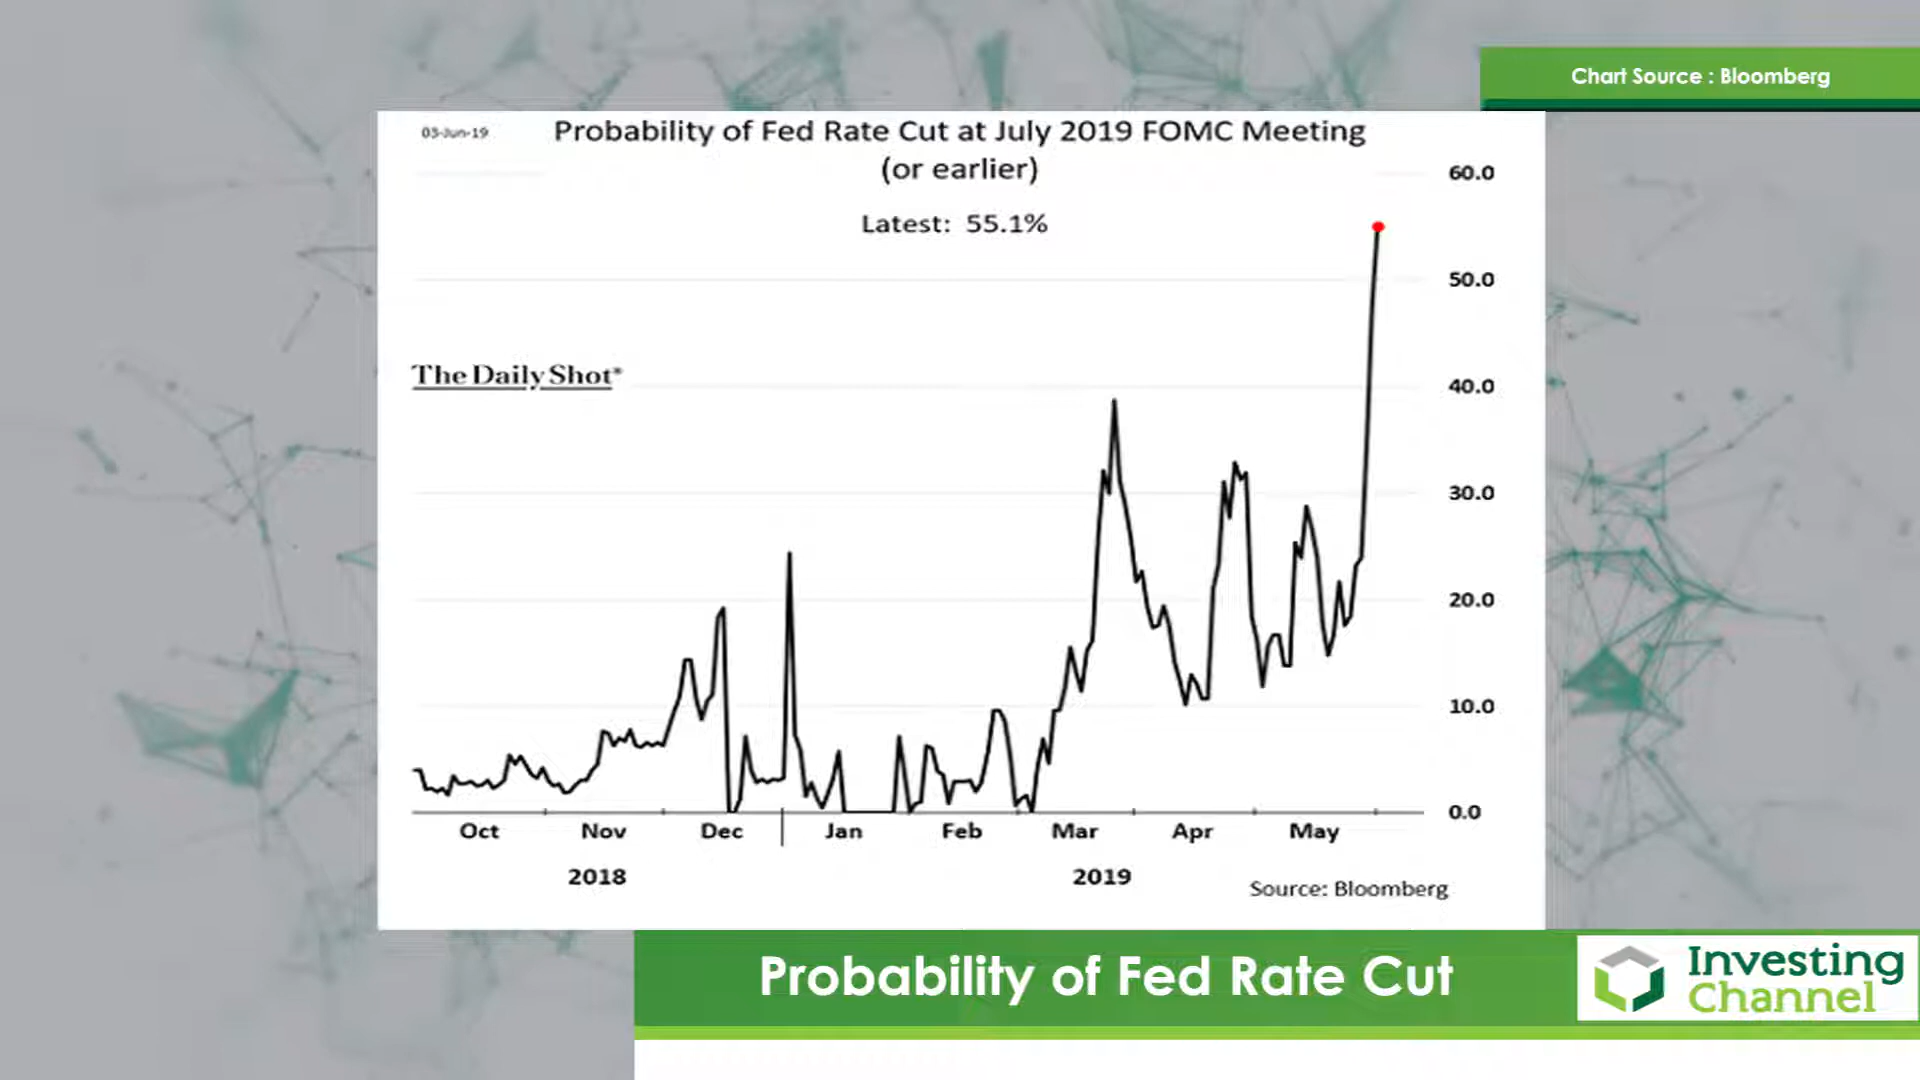 Chart Source : Bloomberg
03-Jun-19
Probability of Fed Rate Cut at July 2019 FOMC Meeting
(or earlier)
Latest: 55.1%
60.0
50.0
The Daily Shot*
40.0
30.0
20.0
10.0
0.0
Oct Nov Dec Jan Feb Mar Apr May
2018 2019
Source: Bloomberg
Probability of Fed Rate Cut
Investing
Channel